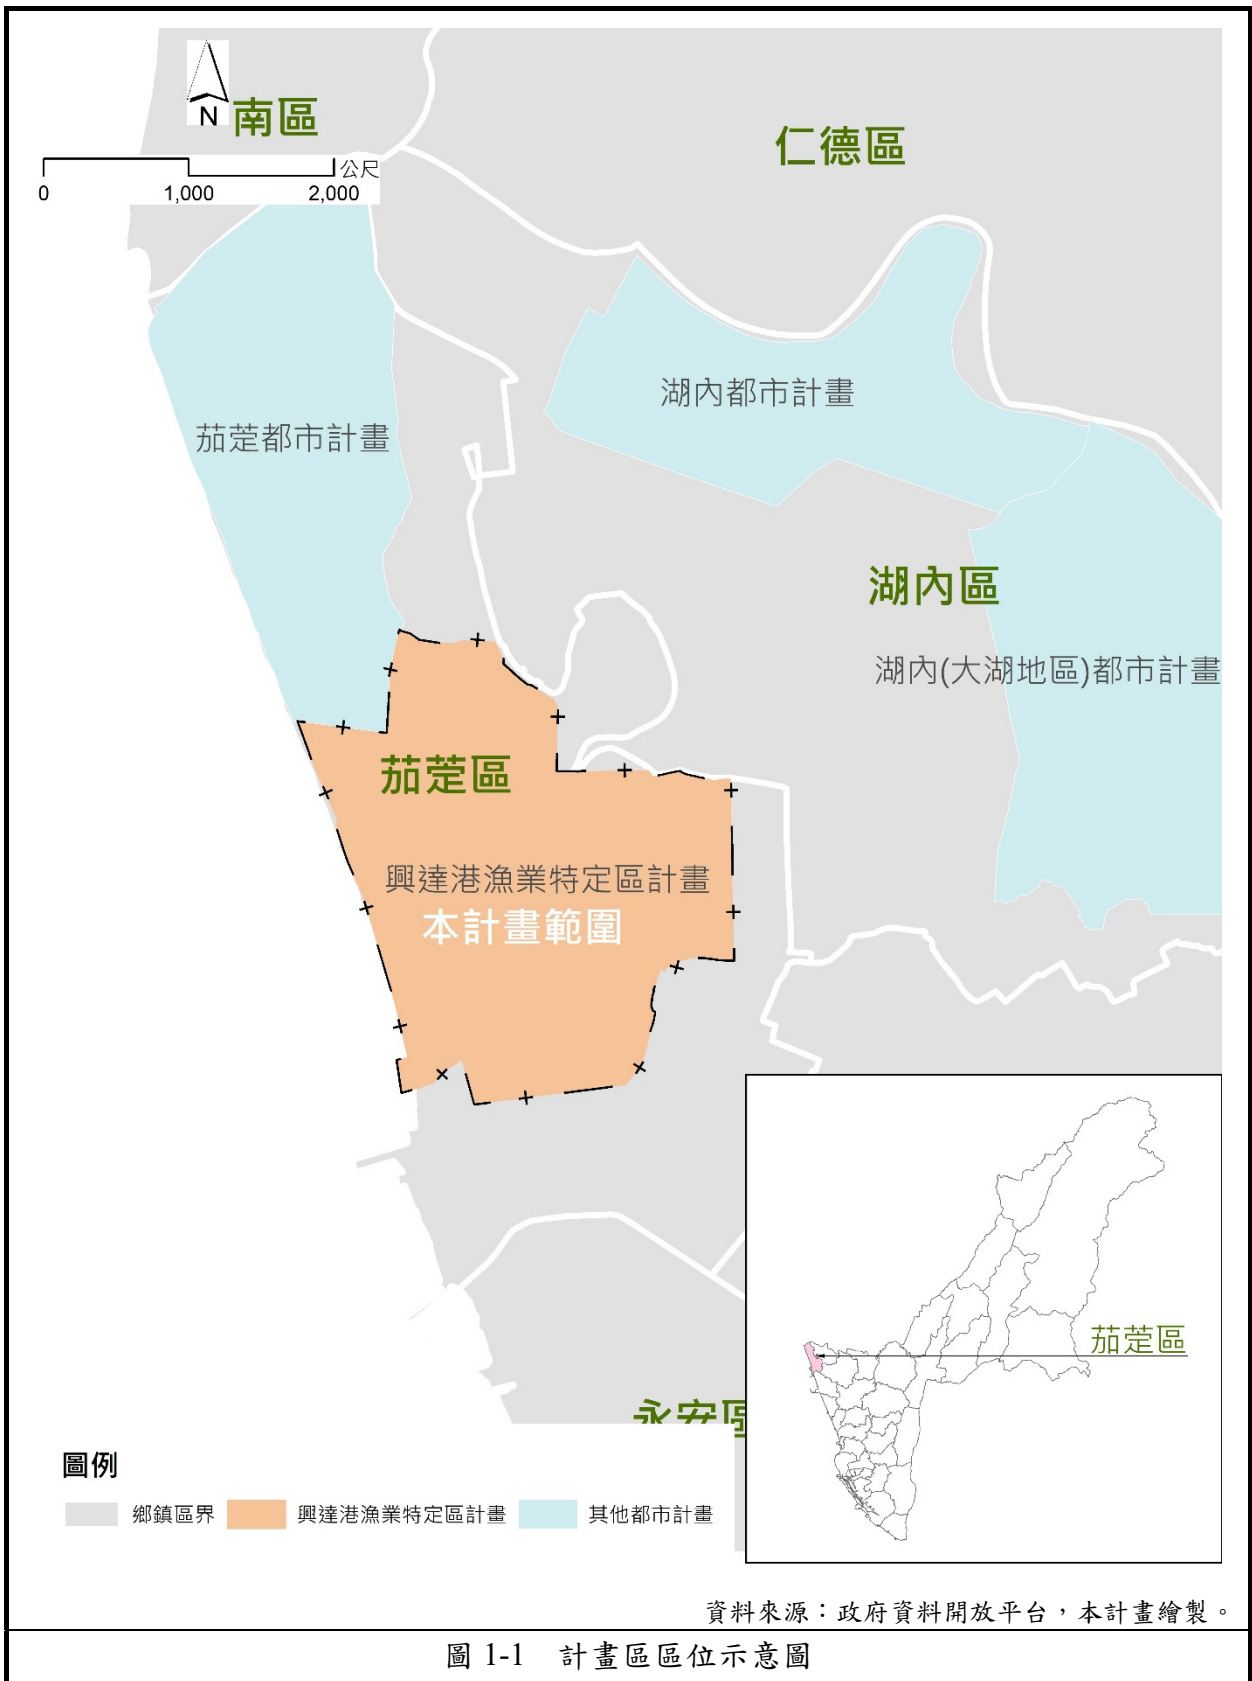 N
南區
仁德區
公尺
0 1,000 2,000
湖內都市計畫
茄萣都市計畫
湖內區
湖內(大湖地區)都市計畫
茄萣區
興達港漁業特定區計畫
本計畫範圍
茄萣區
永安區
圖例
鄉鎮區界 興達港漁業特定區計畫 其他都市計畫
資料來源：政府資料開放平台，本計畫繪製。
圖 1-1 計畫區區位示意圖